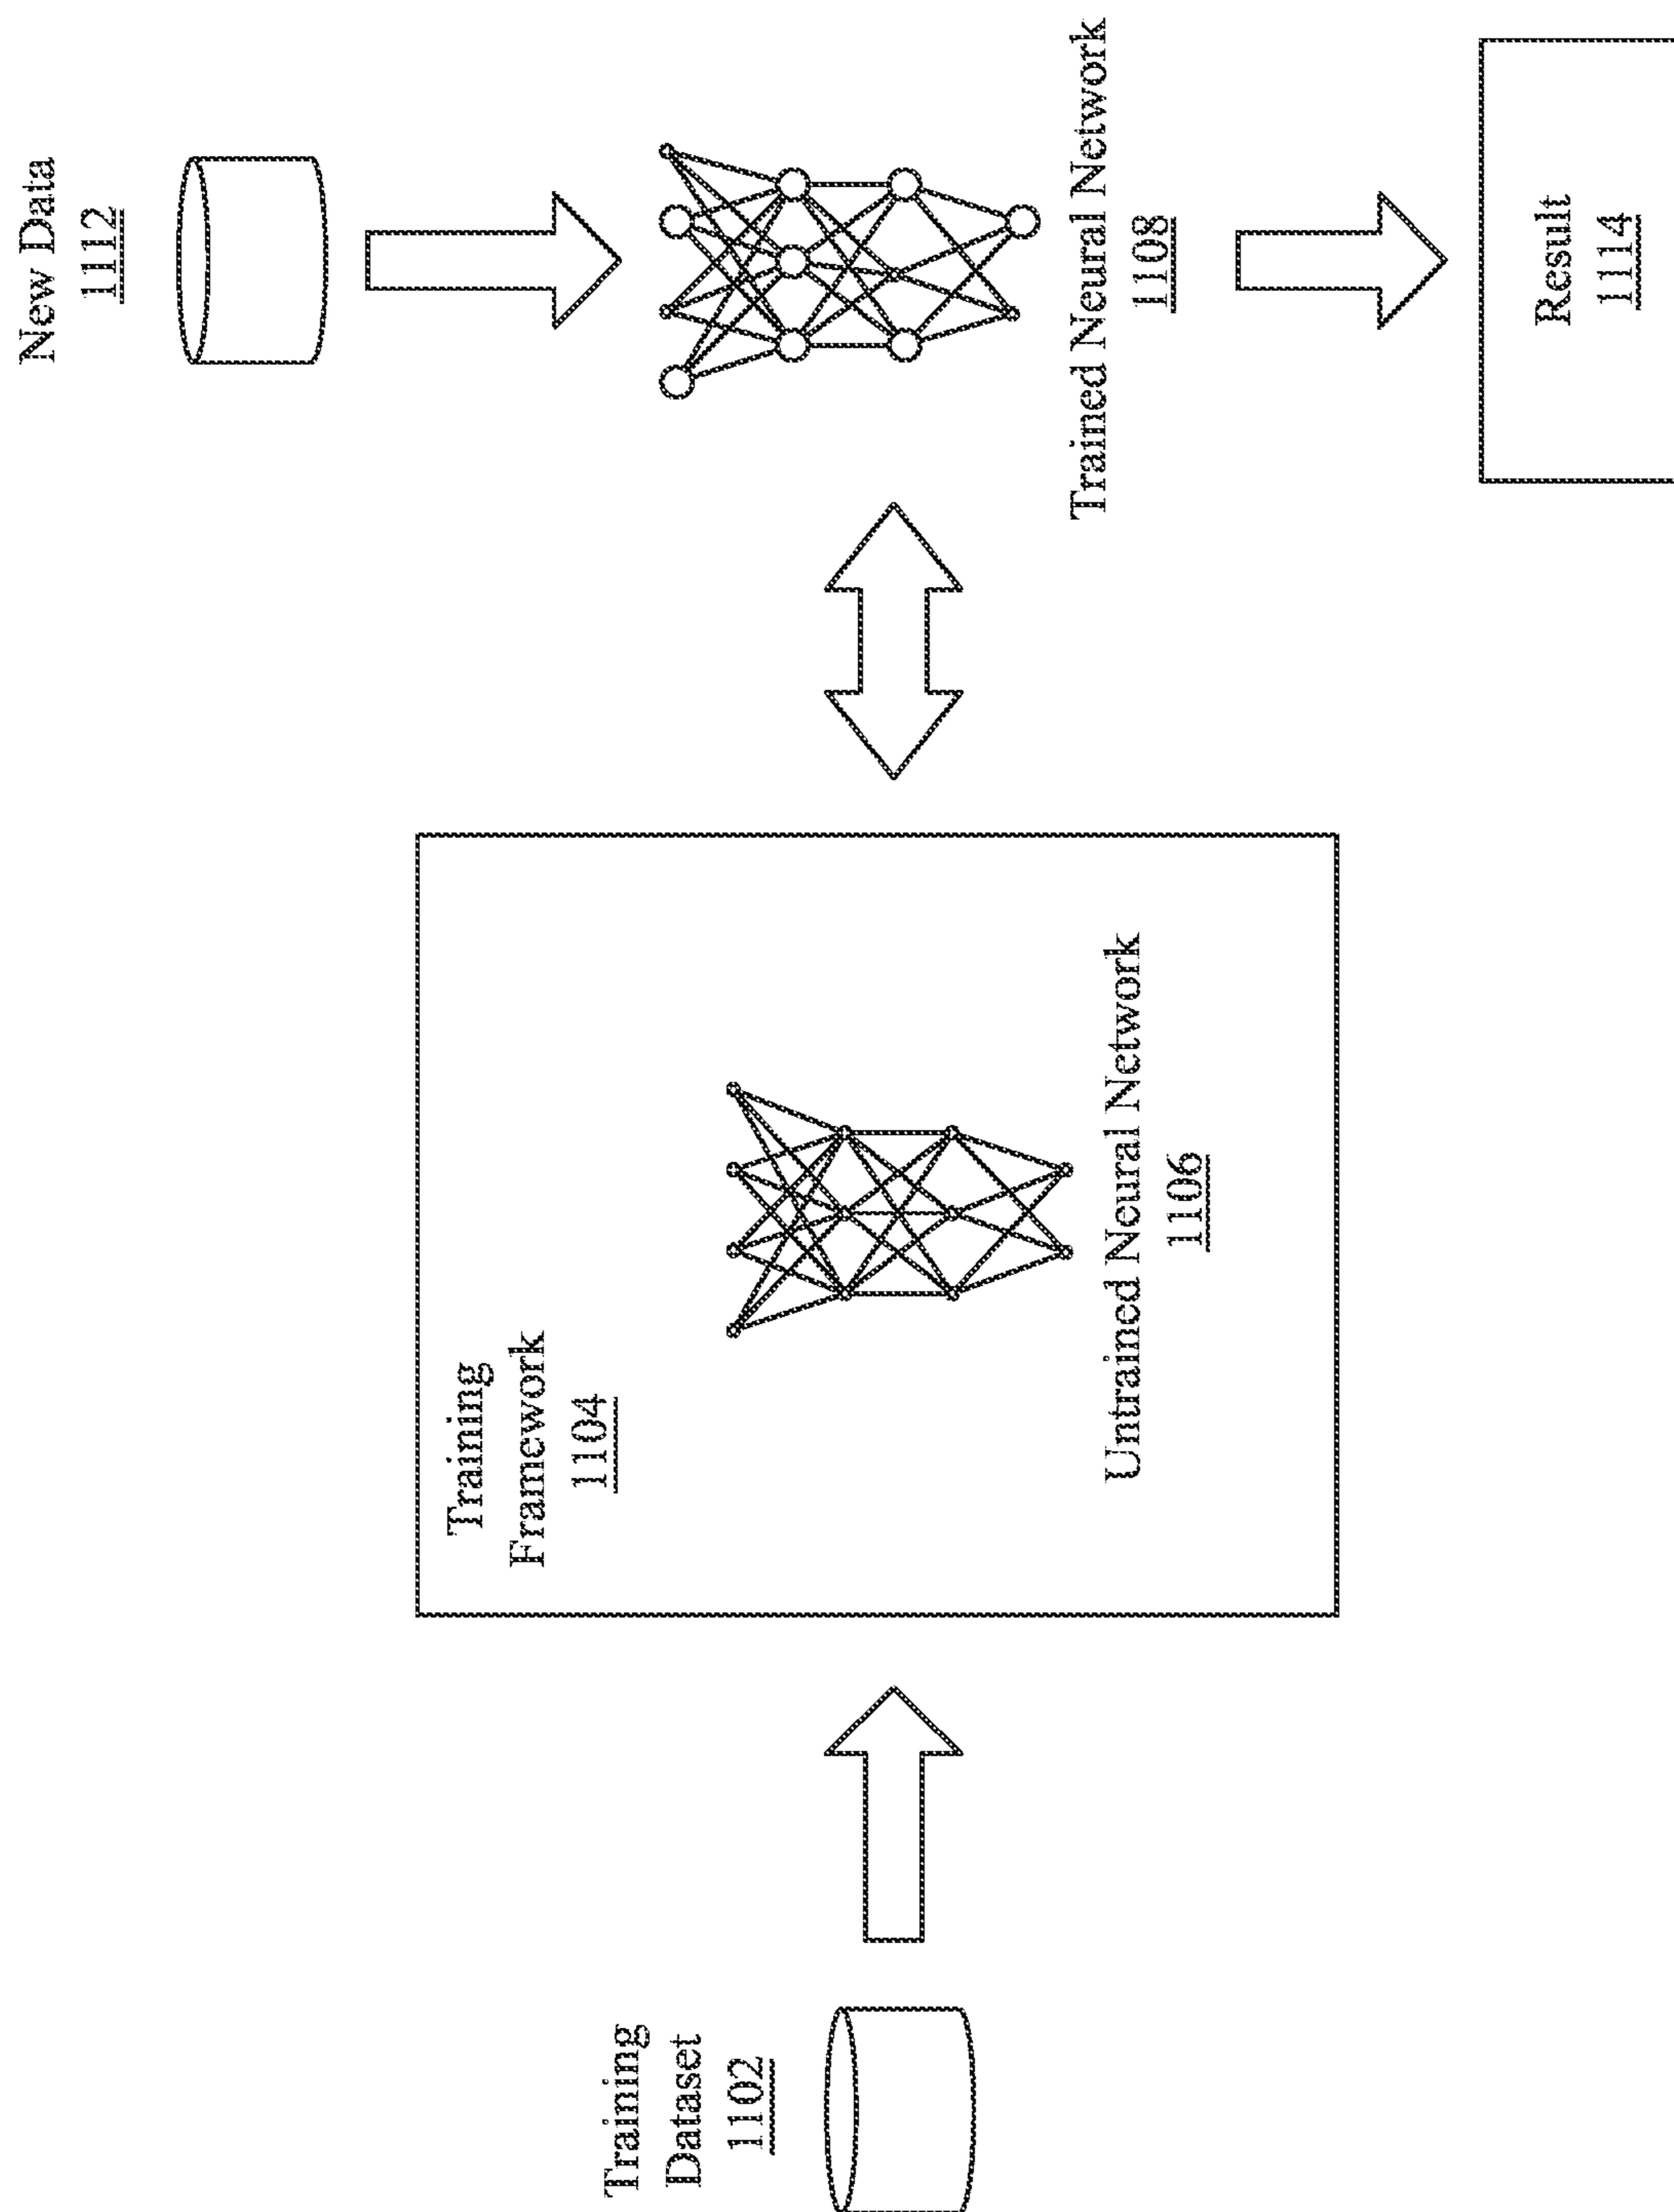 Training
Dataset
1102
Training
Framework
1104
Untrained Neural Network
1106
New Data
1112
Trained Neural Network
1108
Result
1114